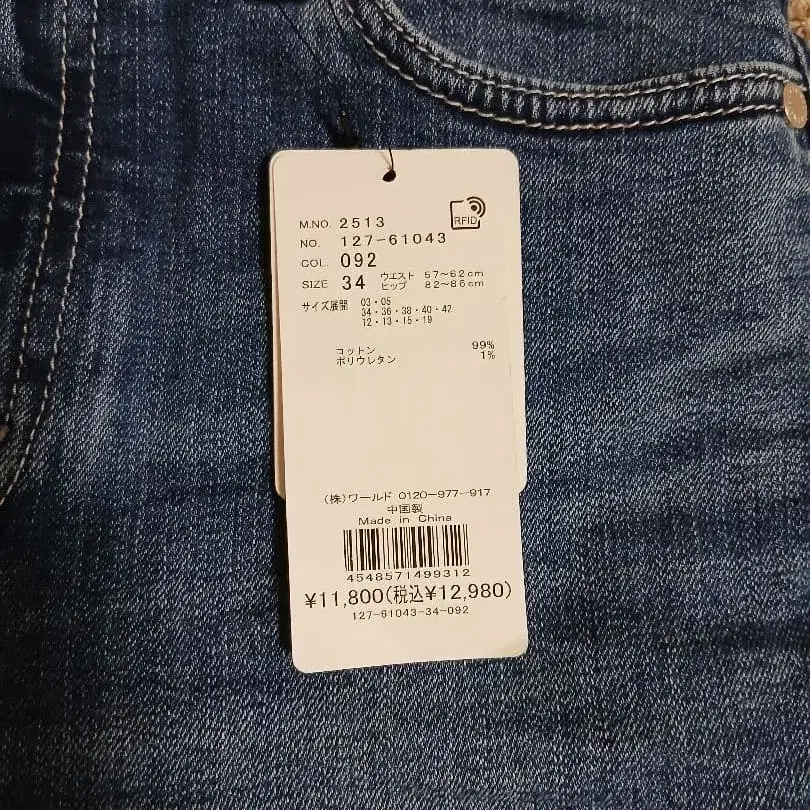 RFID
M.NO. 2513
NO. 127-61043
COL. 092
SIZE 34 ウエスト 57~62cm
ヒップ 82~86cm
サイズ展開 03・05
34・36・38・40・42
12・13・15・19
コットン 99%
ポリウレタン 1%
(株)ワールド 0120-977-917
中国製
Made in China
4548571499312
¥11,800(税込¥12,980)
127-61043-34-092